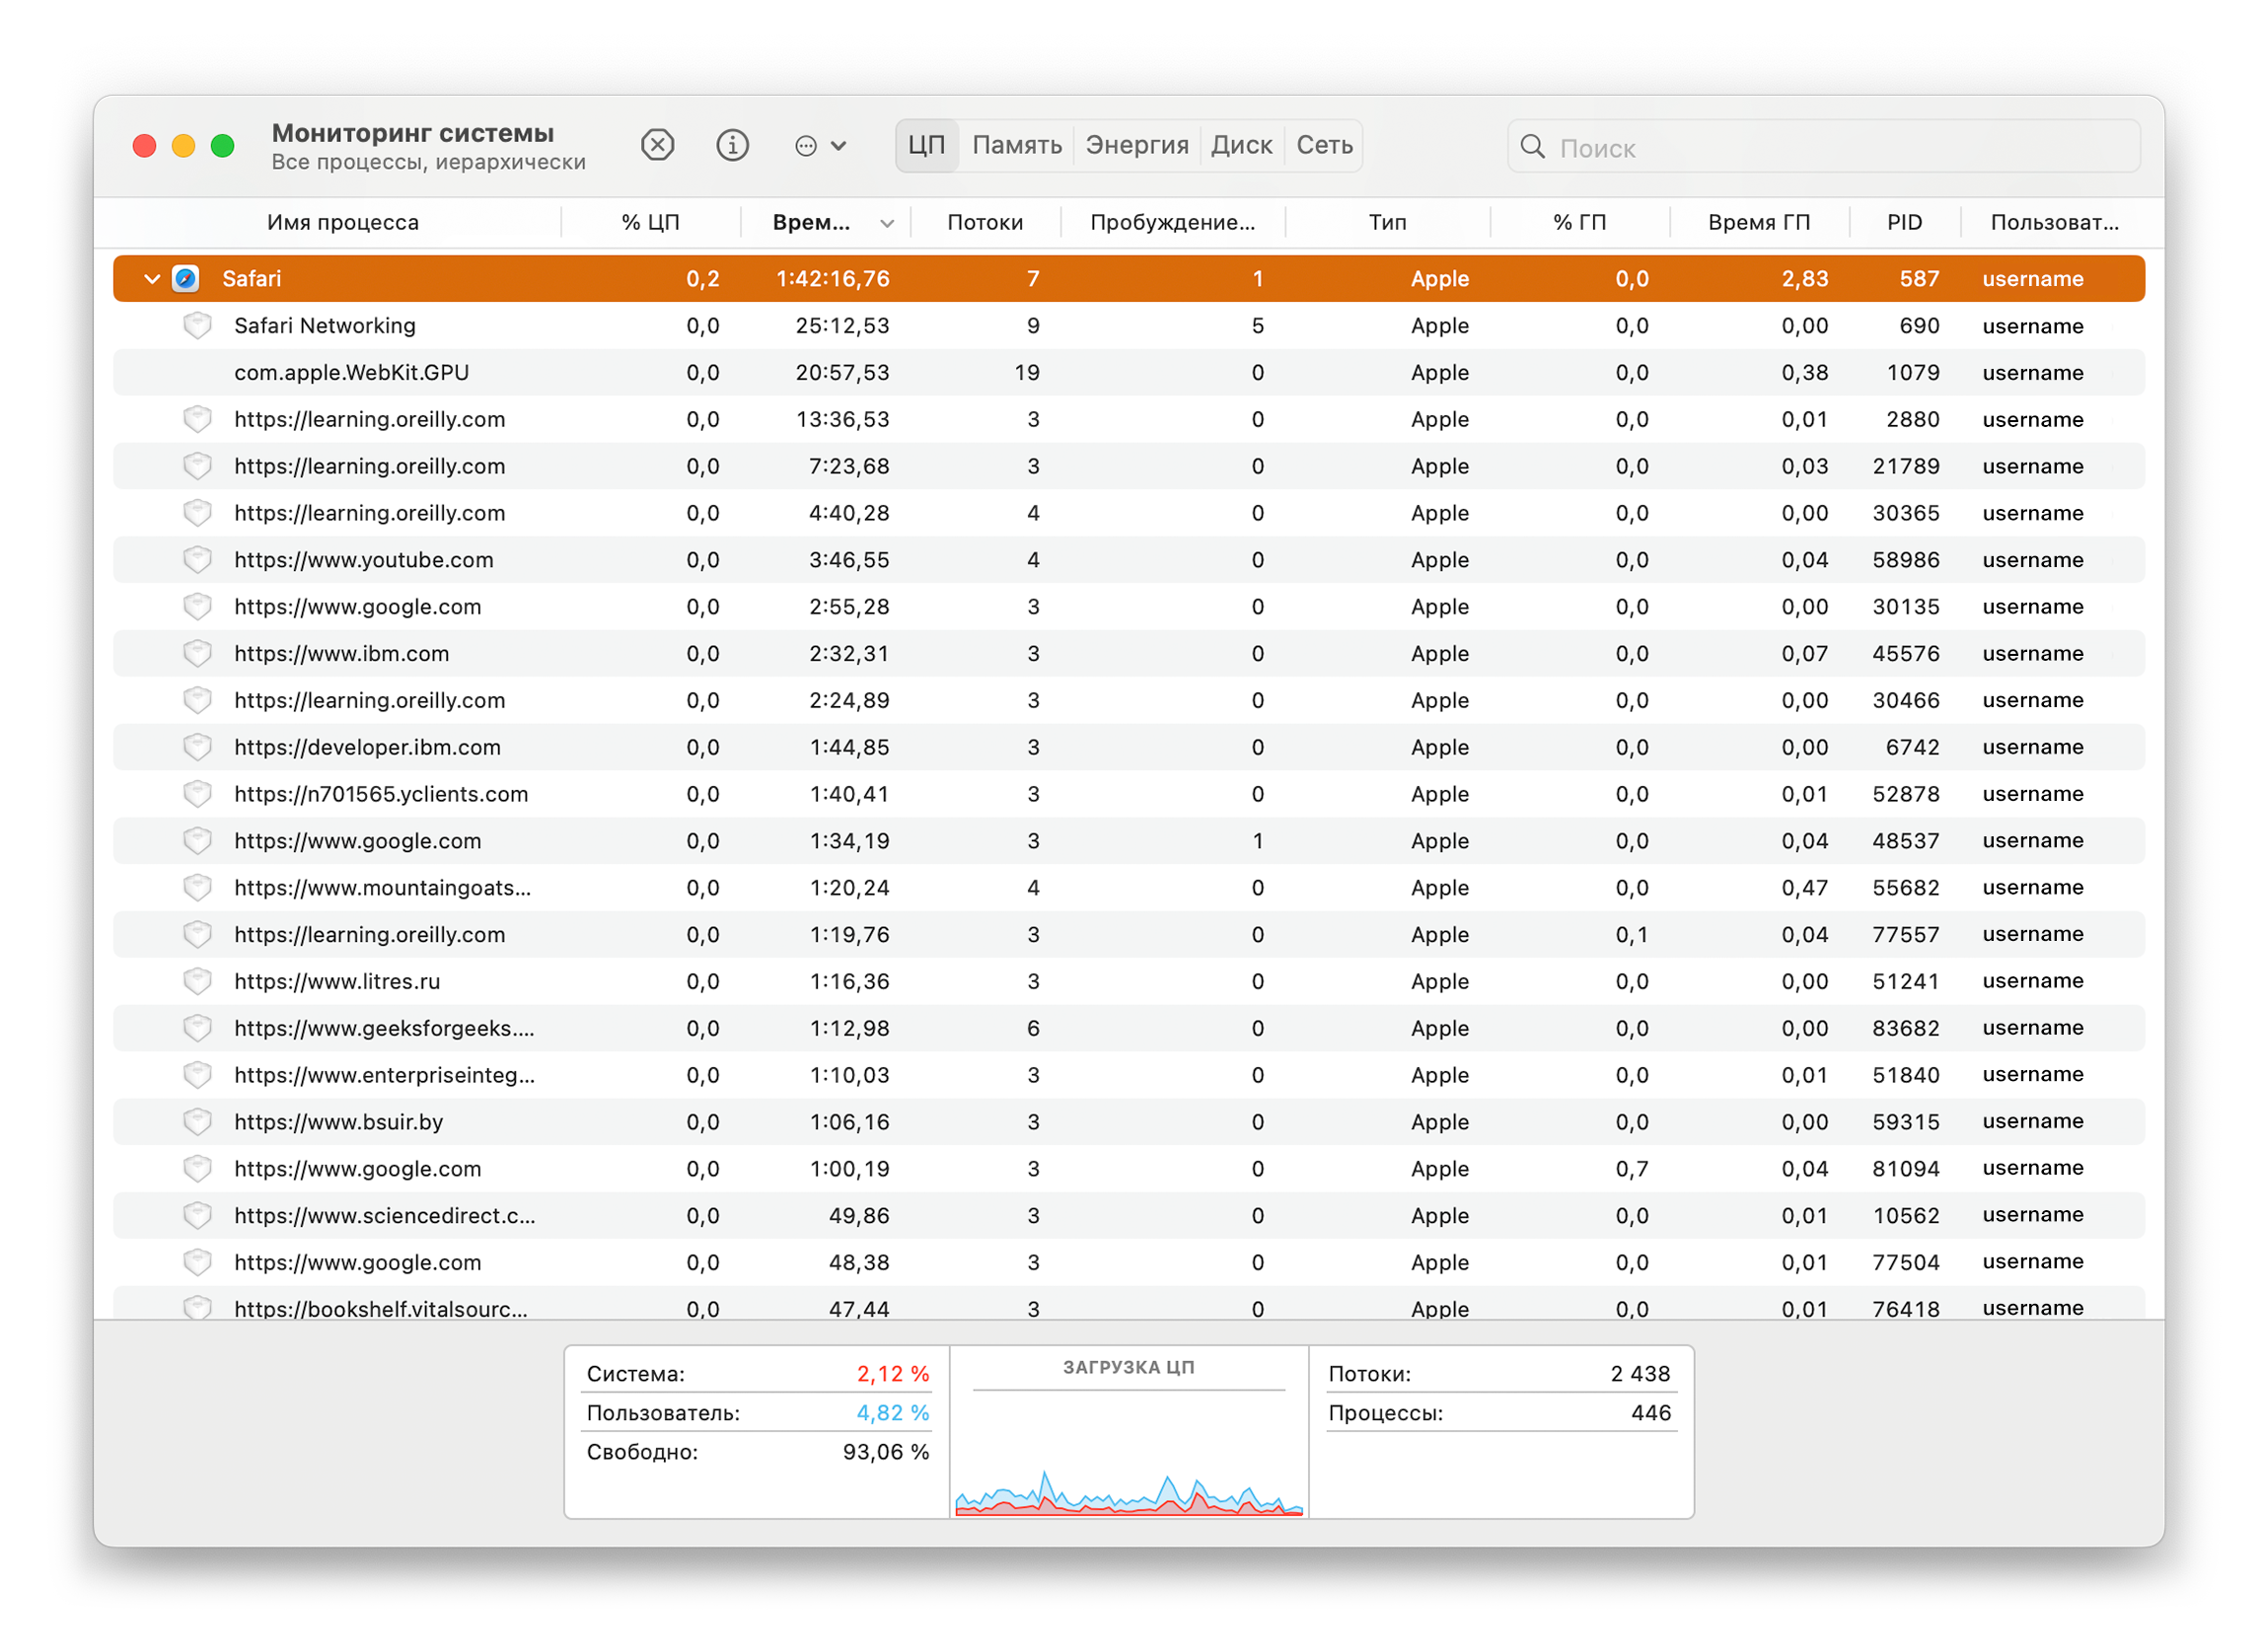 Мониторинг системы
Все процессы, иерархически
ЦП Память Энергия Диск Сеть
Поиск
Имя процесса % ЦП Врем... Потоки Пробуждение... Тип % ГП Время ГП PID Пользоват...
Safari 0,2 1:42:16,76 7 1 Apple 0,0 2,83 587 username
Safari Networking 0,0 25:12,53 9 5 Apple 0,0 0,00 690 username
com.apple.WebKit.GPU 0,0 20:57,53 19 0 Apple 0,0 0,38 1079 username
https://learning.oreilly.com 0,0 13:36,53 3 0 Apple 0,0 0,01 2880 username
https://learning.oreilly.com 0,0 7:23,68 3 0 Apple 0,0 0,03 21789 username
https://learning.oreilly.com 0,0 4:40,28 4 0 Apple 0,0 0,00 30365 username
https://www.youtube.com 0,0 3:46,55 4 0 Apple 0,0 0,04 58986 username
https://www.google.com 0,0 2:55,28 3 0 Apple 0,0 0,00 30135 username
https://www.ibm.com 0,0 2:32,31 3 0 Apple 0,0 0,07 45576 username
https://learning.oreilly.com 0,0 2:24,89 3 0 Apple 0,0 0,00 30466 username
https://developer.ibm.com 0,0 1:44,85 3 0 Apple 0,0 0,00 6742 username
https://n701565.yclients.com 0,0 1:40,41 3 0 Apple 0,0 0,01 52878 username
https://www.google.com 0,0 1:34,19 3 1 Apple 0,0 0,04 48537 username
https://www.mountaingoats... 0,0 1:20,24 4 0 Apple 0,0 0,47 55682 username
https://learning.oreilly.com 0,0 1:19,76 3 0 Apple 0,1 0,04 77557 username
https://www.litres.ru 0,0 1:16,36 3 0 Apple 0,0 0,00 51241 username
https://www.geeksforgeeks.... 0,0 1:12,98 6 0 Apple 0,0 0,00 83682 username
https://www.enterpriseinteg... 0,0 1:10,03 3 0 Apple 0,0 0,01 51840 username
https://www.bsuir.by 0,0 1:06,16 3 0 Apple 0,0 0,00 59315 username
https://www.google.com 0,0 1:00,19 3 0 Apple 0,7 0,04 81094 username
https://www.sciencedirect.c... 0,0 49,86 3 0 Apple 0,0 0,01 10562 username
https://www.google.com 0,0 48,38 3 0 Apple 0,0 0,01 77504 username
https://bookshelf.vitalsourc... 0,0 47,44 3 0 Apple 0,0 0,01 76418 username
Система: 2,12 %
Пользователь: 4,82 %
Свободно: 93,06 %
ЗАГРУЗКА ЦП
Потоки: 2 438
Процессы: 446